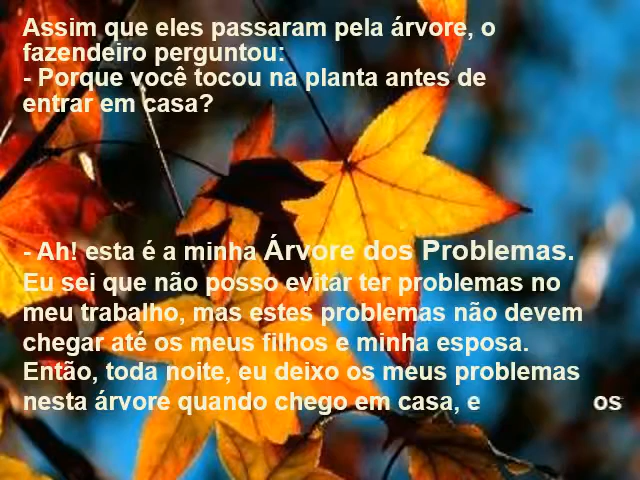 Assim que eles passaram pela árvore, o
fazendeiro perguntou:
- Porque você tocou na planta antes de
entrar em casa?
- Ah! esta é a minha Árvore dos Problemas.
Eu sei que não posso evitar ter problemas no
meu trabalho, mas estes problemas não devem
chegar até os meus filhos e minha esposa.
Então, toda noite, eu deixo os meus problemas
nesta árvore quando chego em casa, e os